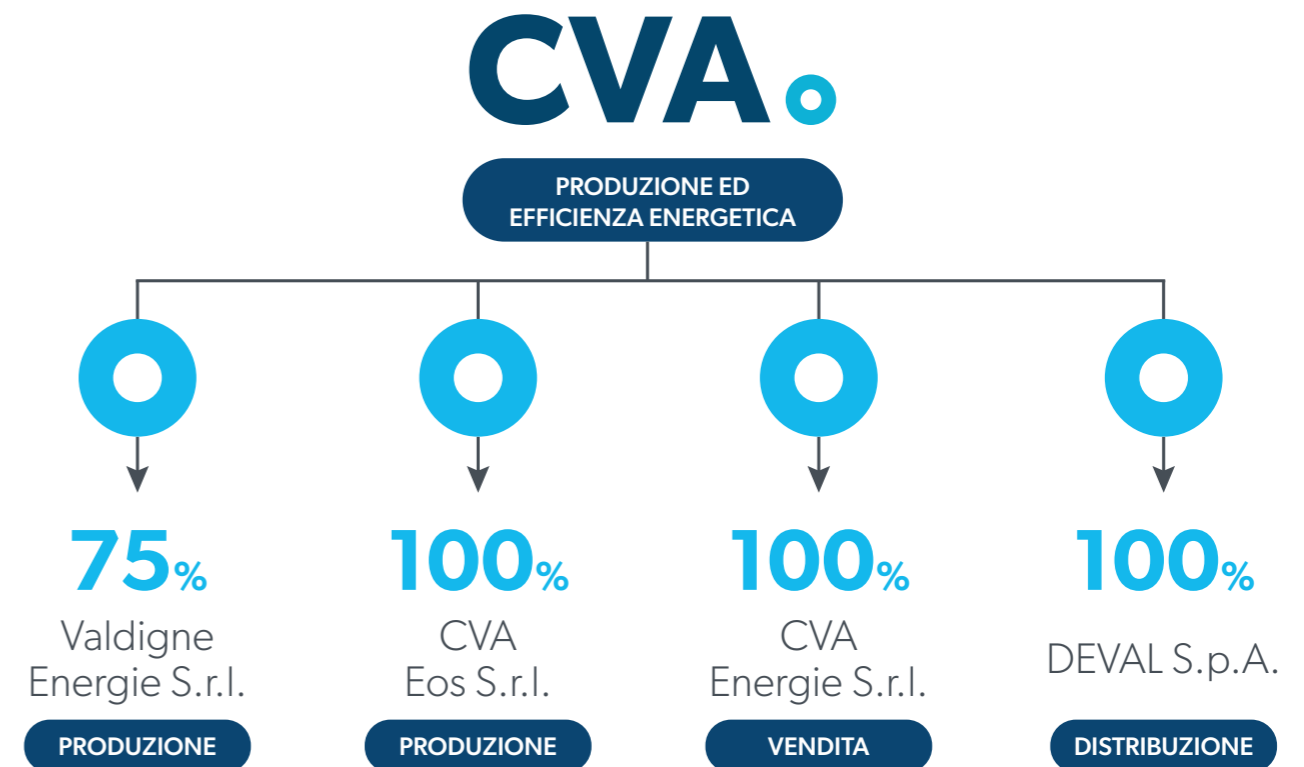 CVA
PRODUZIONE ED
EFFICIENZA ENERGETICA
75%
Valdigne
Energie S.r.l.
PRODUZIONE
100%
CVA
Eos S.r.l.
PRODUZIONE
100%
CVA
Energie S.r.l.
VENDITA
100%
DEVAL S.p.A.
DISTRIBUZIONE